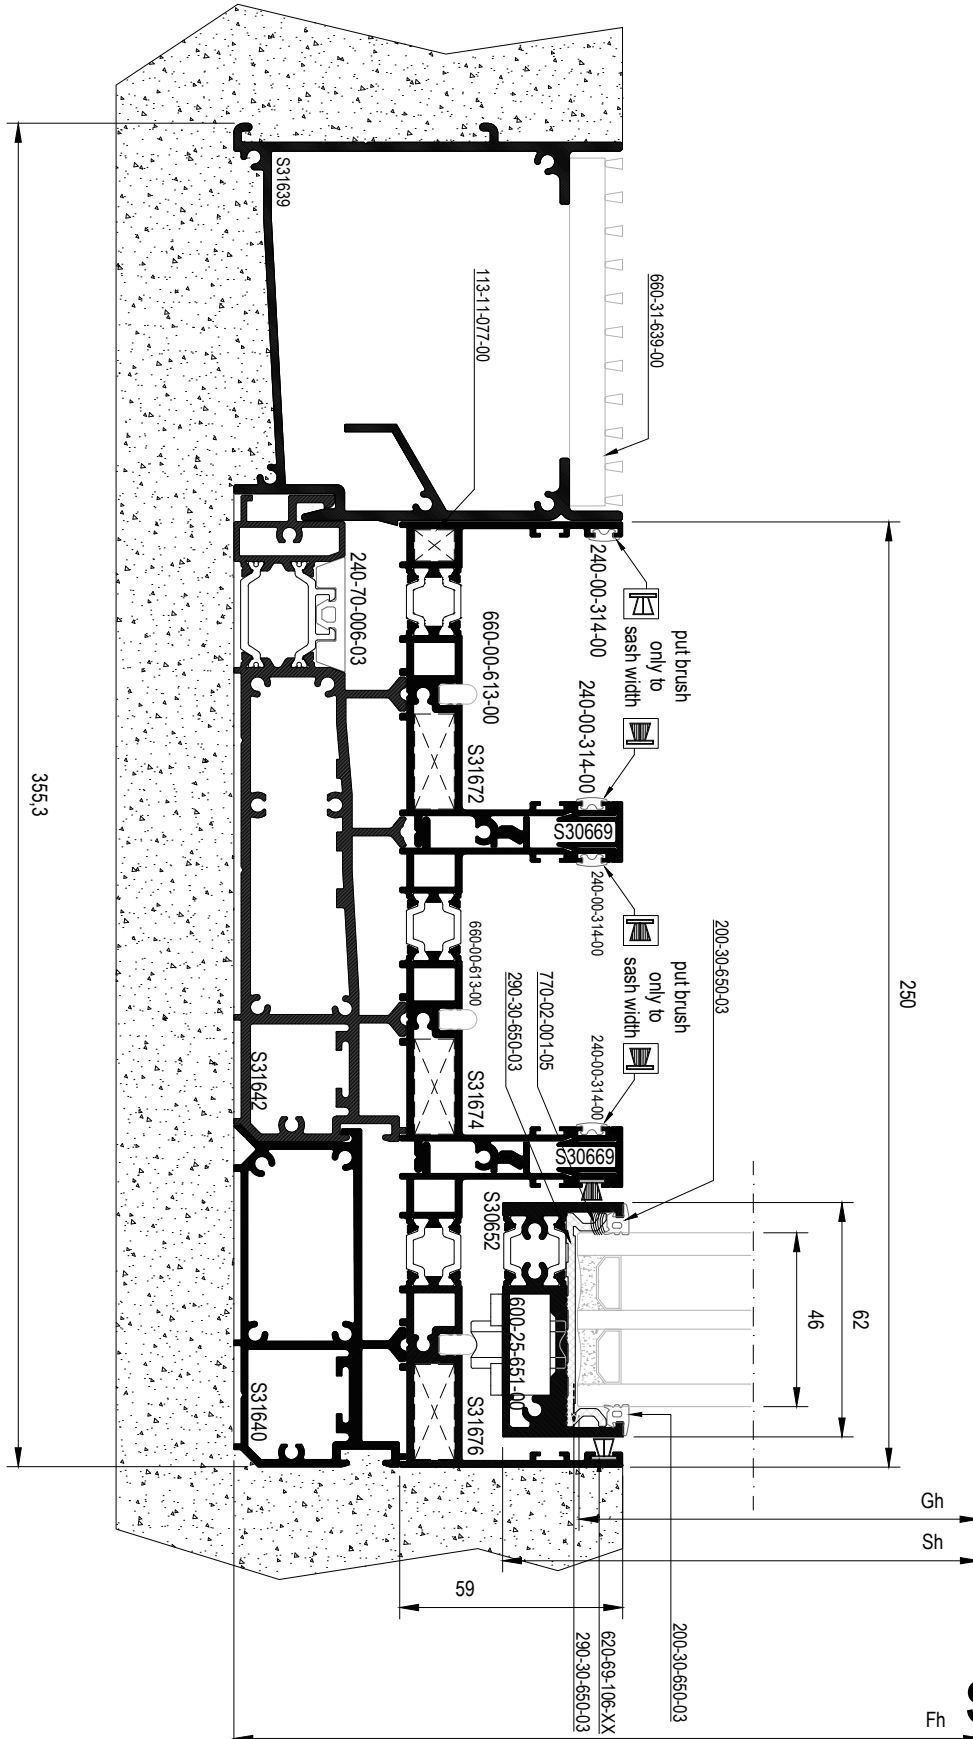 S31639
113-11-077-00
660-31-639-00
240-70-006-03
660-00-613-00
S31672
240-00-314-00
put brush
only to
sash width
240-00-314-00
S30669
240-00-314-00
660-00-613-00
put brush
only to
sash width
200-30-650-03
250
770-02-001-05
290-30-650-03
240-00-314-00
S31642
S31674
S30669
S30652
600-25-651-00
S31640
S31676
46
62
355,3
Gh
Sh
59
200-30-650-03
620-69-106-XX
290-30-650-03
Fh